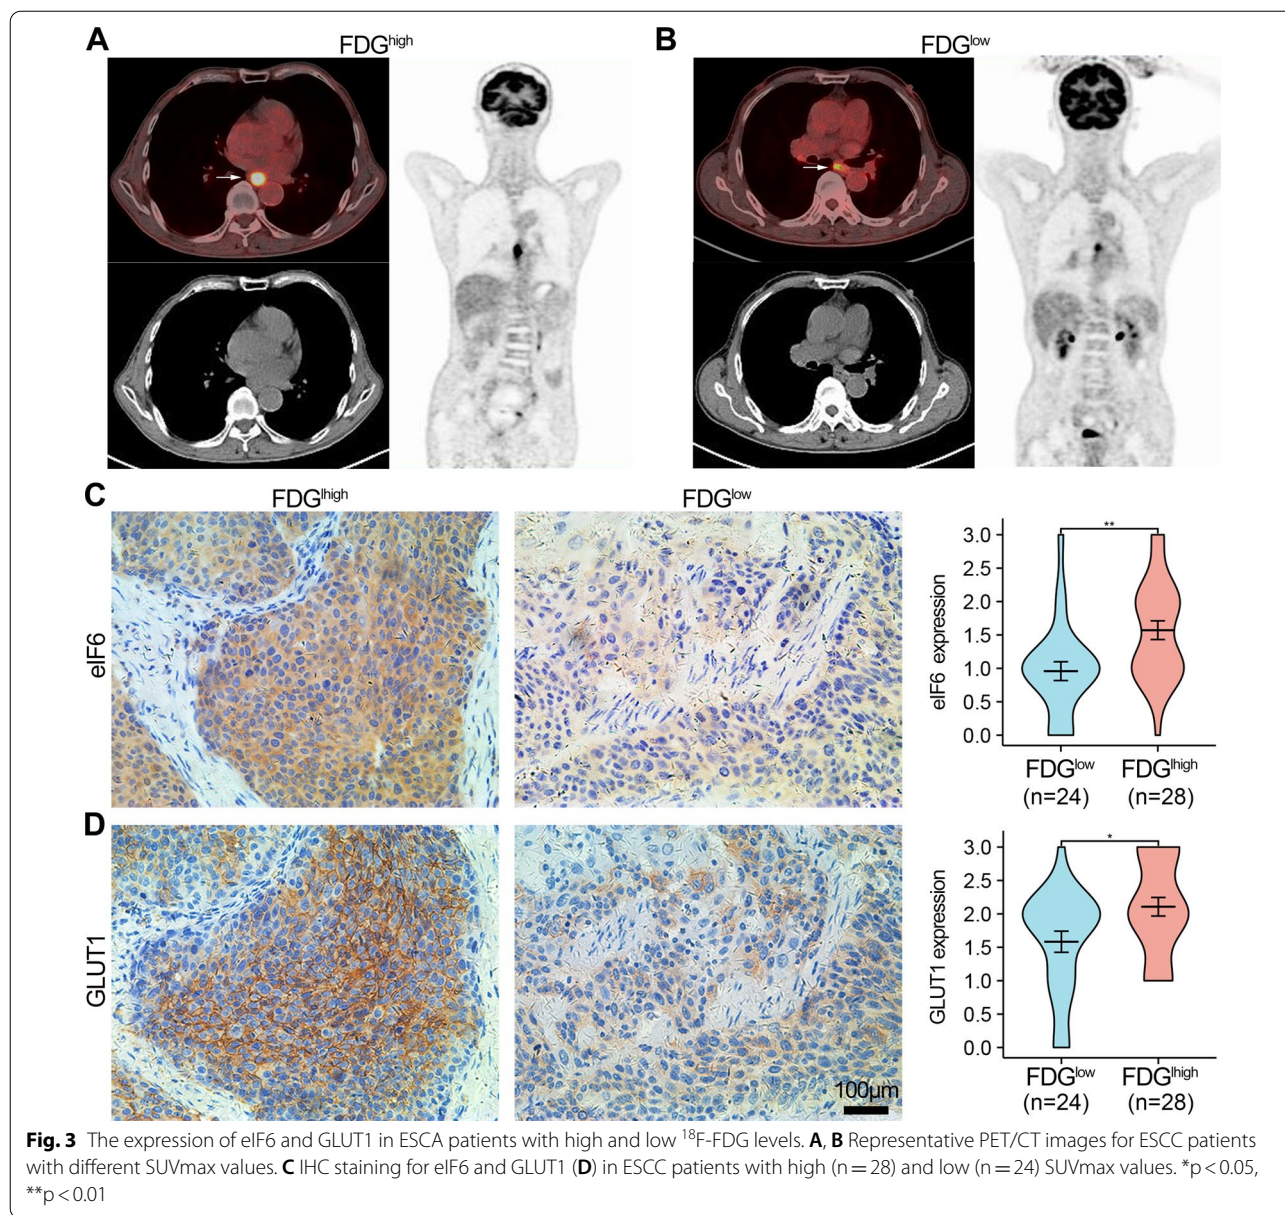 A
FDGhigh
B
FDGlow
C
FDGlhigh
FDGlow
eIF6
eIF6 expression
3.0
2.5
2.0
1.5
1.0
0.5
0.0
**
FDGlow
FDGlhigh
(n=24)
(n=28)
D
GLUT1
100μm
GLUT1 expression
3.0
2.5
2.0
1.5
1.0
0.5
0.0
*
FDGlow
FDGlhigh
(n=24)
(n=28)
Fig. 3 The expression of eIF6 and GLUT1 in ESCA patients with high and low 18F-FDG levels. A, B Representative PET/CT images for ESCC patients
with different SUVmax values. C IHC staining for eIF6 and GLUT1 (D) in ESCC patients with high (n = 28) and low (n = 24) SUVmax values. *p < 0.05,
**p < 0.01